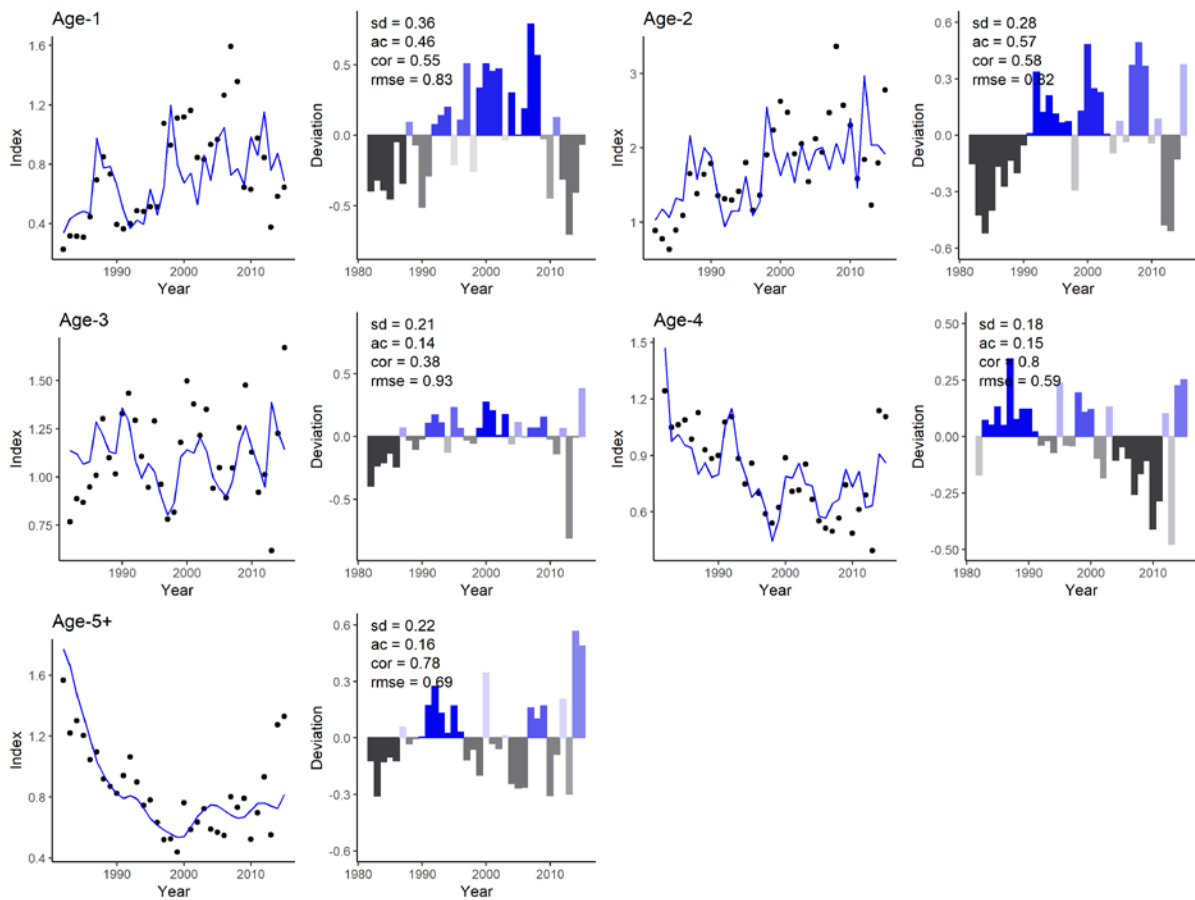 Age-1
1.6
1.2
0.8
0.4
Index
1990
2000
2010
Year
sd = 0.36
ac = 0.46
cor = 0.55
rmse = 0.83
0.5
0.0
-0.5
Deviation
1980
1990
2000
2010
Year
Age-2
3
2
1
Index
1990
2000
2010
Year
sd = 0.28
ac = 0.57
cor = 0.58
rmse = 0.82
0.6
0.3
0.0
-0.3
-0.6
Deviation
1980
1990
2000
2010
Year
Age-3
1.50
1.25
1.00
0.75
Index
1990
2000
2010
Year
sd = 0.21
ac = 0.14
cor = 0.38
rmse = 0.93
0.5
0.0
-0.5
Deviation
1980
1990
2000
2010
Year
Age-4
1.5
1.2
0.9
0.6
Index
1990
2000
2010
Year
sd = 0.18
ac = 0.15
cor = 0.8
rmse = 0.59
0.50
0.25
0.00
-0.25
-0.50
Deviation
1980
1990
2000
2010
Year
Age-5+
1.6
1.2
0.8
0.4
Index
1990
2000
2010
Year
sd = 0.22
ac = 0.16
cor = 0.78
rmse = 0.69
0.6
0.3
0.0
-0.3
-0.6
Deviation
1980
1990
2000
2010
Year